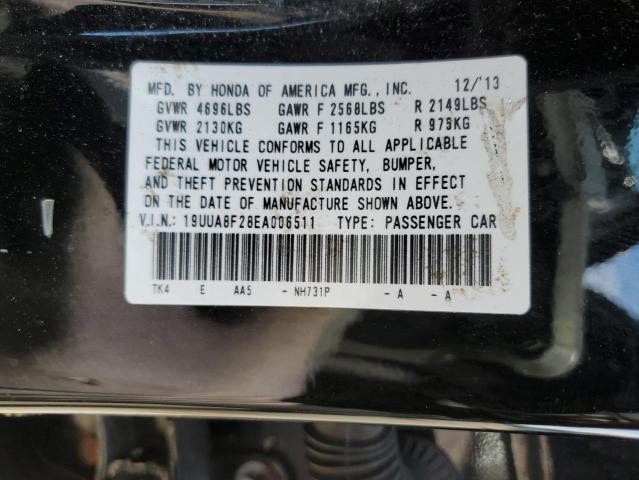 MFD. BY HONDA OF AMERICA MFG., INC. 12/'13
GVWR 4696LBS GAWR F 2568LBS R 2149LBS
GVWR 2130KG GAWR F 1165KG R 975KG
THIS VEHICLE CONFORMS TO ALL APPLICABLE
FEDERAL MOTOR VEHICLE SAFETY, BUMPER,
AND THEFT PREVENTION STANDARDS IN EFFECT
ON THE DATE OF MANUFACTURE SHOWN ABOVE.
V.I.N.: 19UUA8F28EA006511 TYPE: PASSENGER CAR
TK4 E AA5 - NH731P - A - A